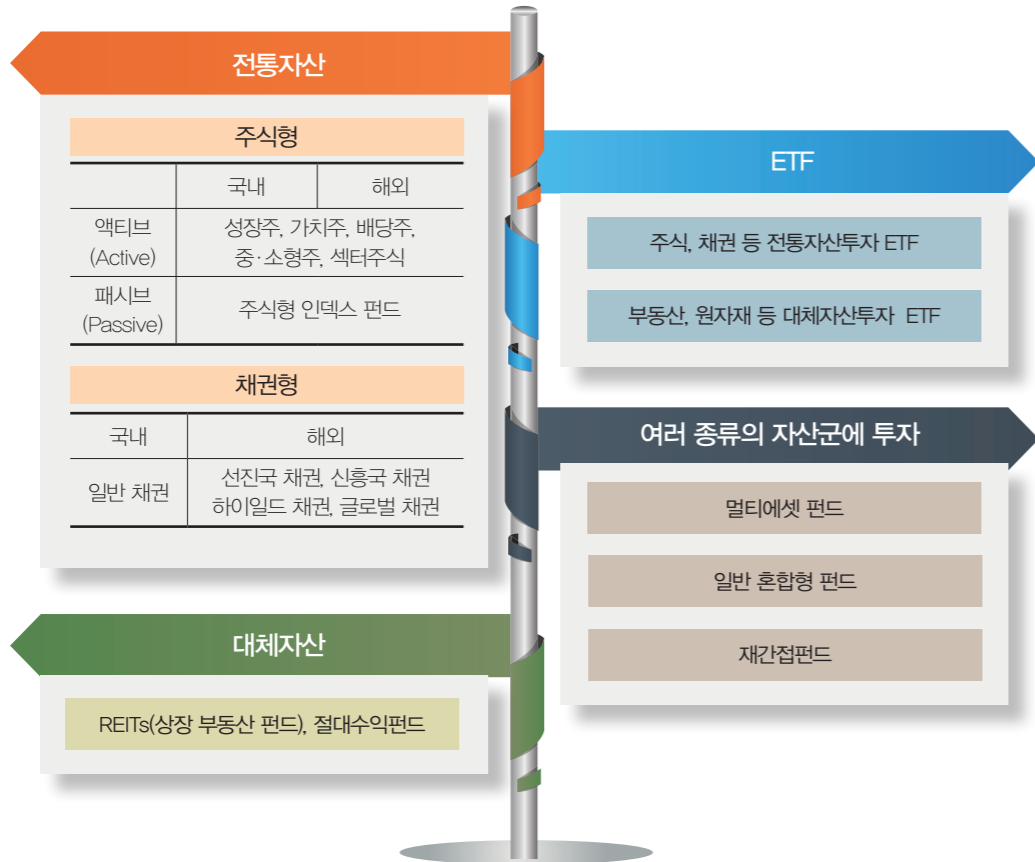 전통자산
주식형
국내 해외
액티브
(Active)
성장주, 가치주, 배당주,
중·소형주, 섹터주식
패시브
(Passive)
주식형 인덱스 펀드
채권형
국내 해외
일반 채권
선진국 채권, 신흥국 채권
하이일드 채권, 글로벌 채권
ETF
주식, 채권 등 전통자산투자 ETF
부동산, 원자재 등 대체자산투자 ETF
여러 종류의 자산군에 투자
멀티에셋 펀드
일반 혼합형 펀드
재간접펀드
대체자산
REITs(상장 부동산 펀드), 절대수익펀드